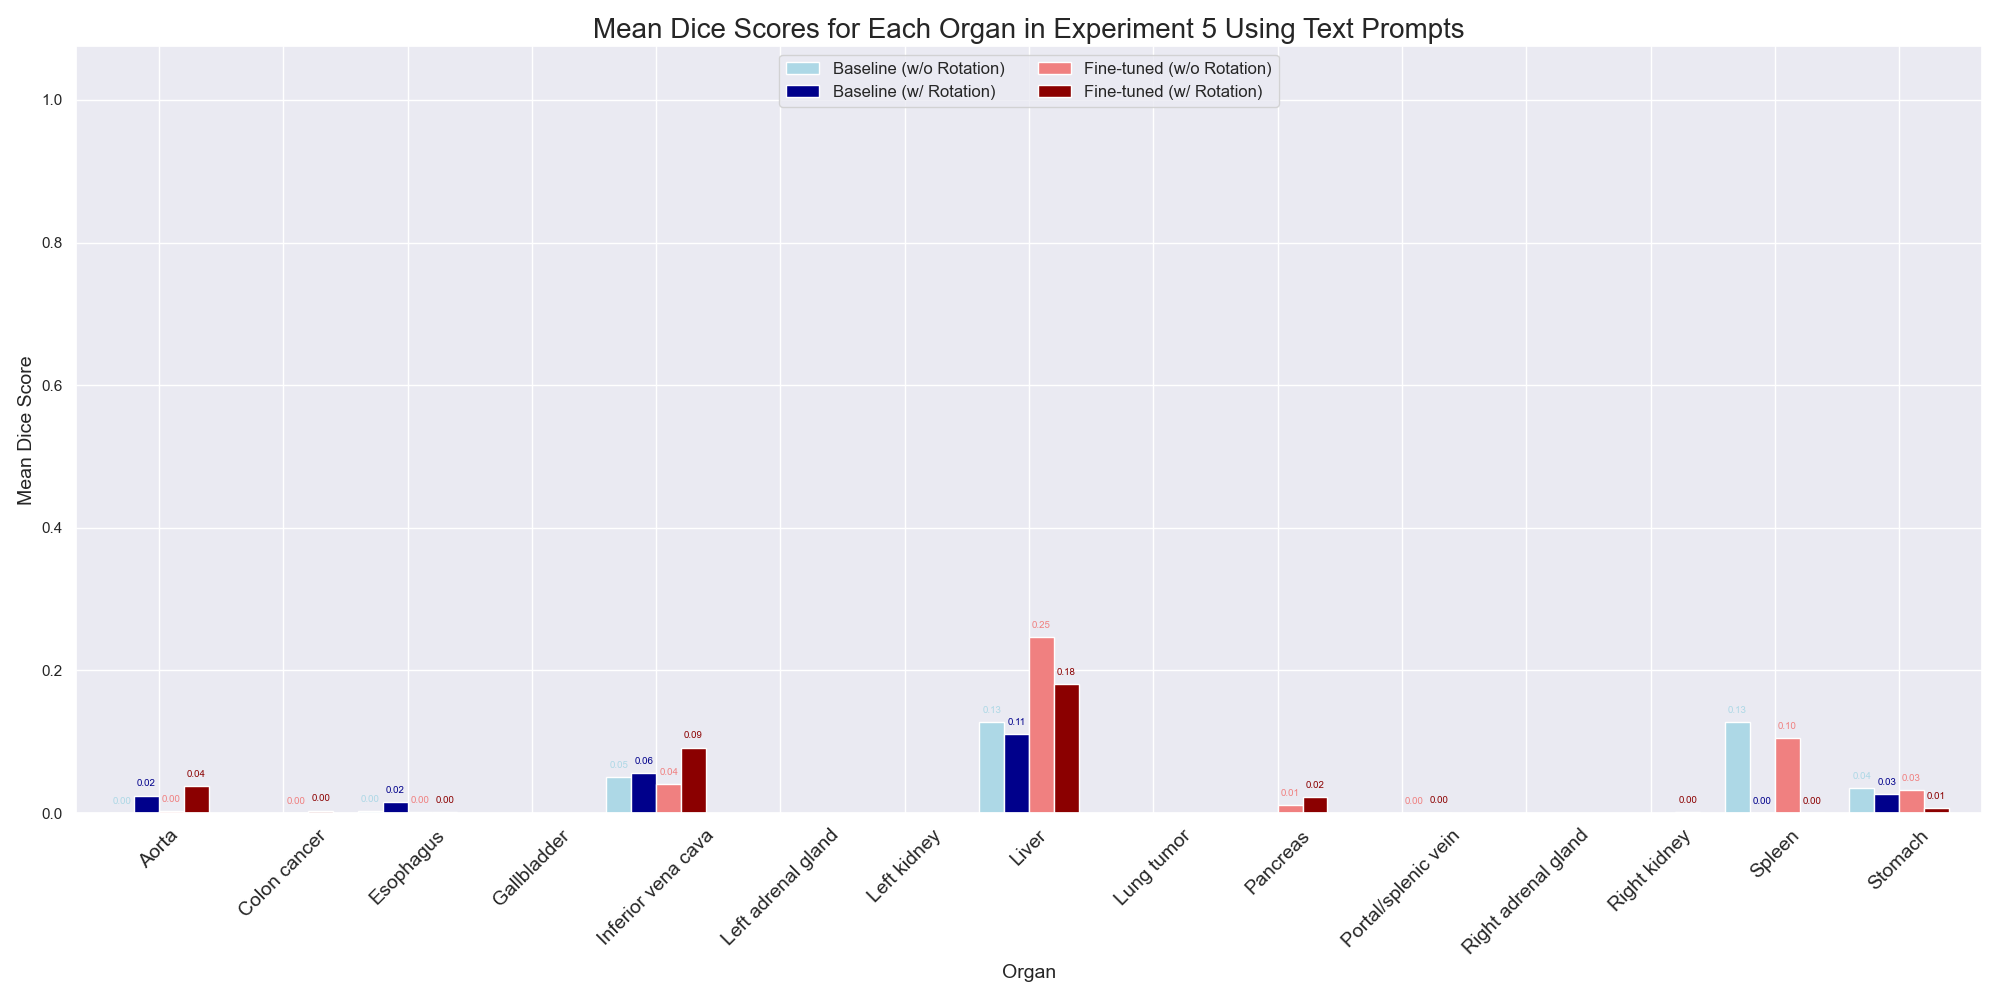 Mean Dice Scores for Each Organ in Experiment 5 Using Text Prompts
Baseline (w/o Rotation)
Baseline (w/ Rotation)
Fine-tuned (w/o Rotation)
Fine-tuned (w/ Rotation)
Mean Dice Score
1.0
0.8
0.6
0.4
0.2
0.0
0.00
0.02
0.00
0.04
0.00
0.00
0.00
0.02
0.00
0.00
0.05
0.06
0.04
0.09
0.13
0.11
0.25
0.18
0.01
0.02
0.00
0.00
0.00
0.13
0.00
0.10
0.00
0.04
0.03
0.03
0.01
Aorta
Colon cancer
Esophagus
Gallbladder
Inferior vena cava
Left adrenal gland
Left kidney
Liver
Lung tumor
Pancreas
Portal/splenic vein
Right adrenal gland
Right kidney
Spleen
Stomach
Organ